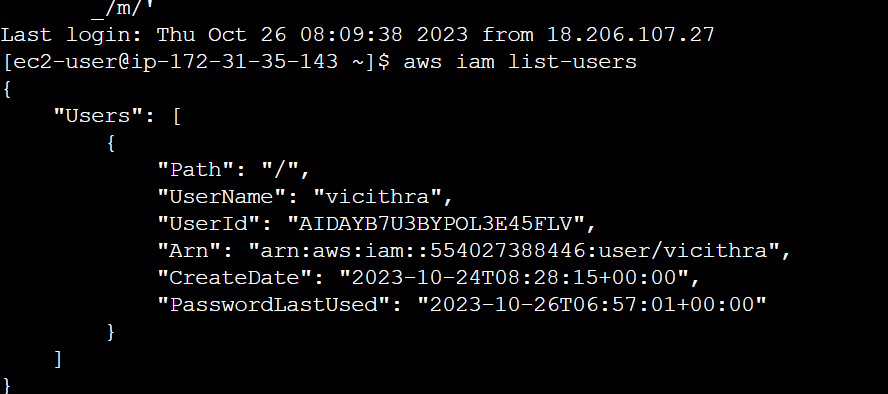 _/m/'
Last login: Thu Oct 26 08:09:38 2023 from 18.206.107.27
[ec2-user@ip-172-31-35-143 ~]$ aws iam list-users
{
    "Users": [
        {
            "Path": "/",
            "UserName": "vicithra",
            "UserId": "AIDAYB7U3BYPOL3E45FLV",
            "Arn": "arn:aws:iam::554027388446:user/vicithra",
            "CreateDate": "2023-10-24T08:28:15+00:00",
            "PasswordLastUsed": "2023-10-26T06:57:01+00:00"
        }
    ]
}